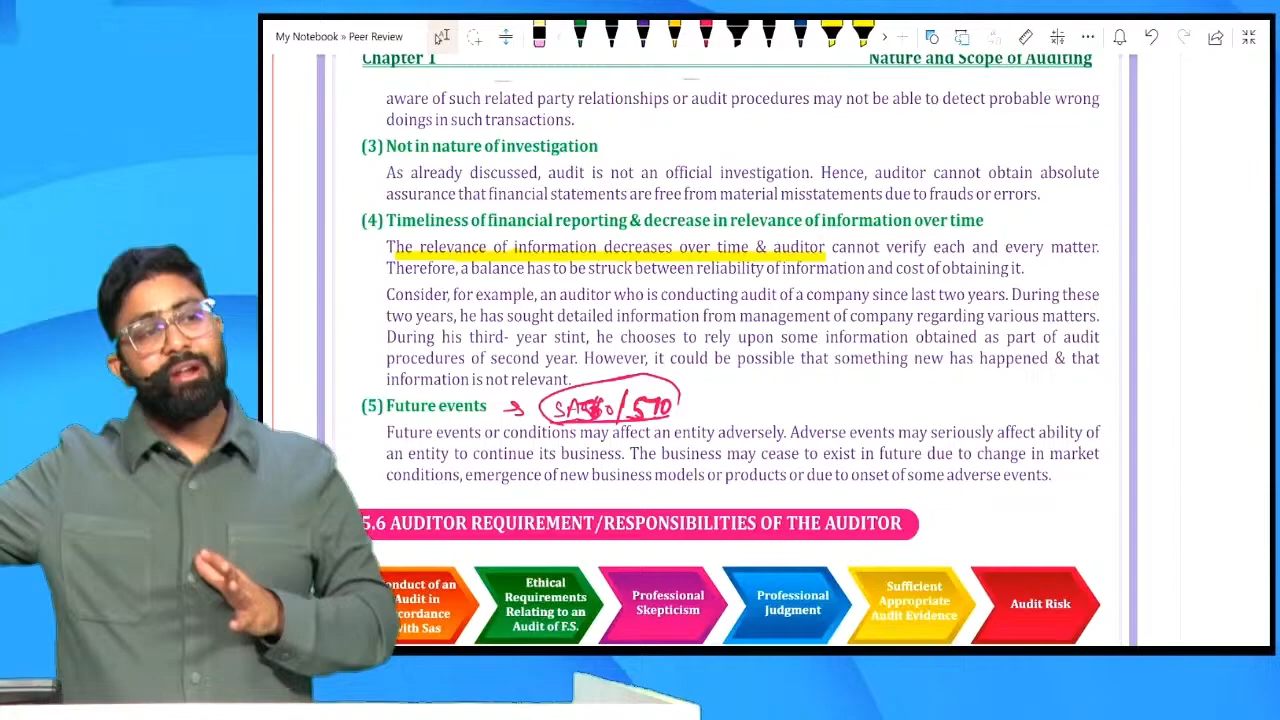 My Notebook » Peer Review
Chapter 1 Nature and Scope of Auditing
aware of such related party relationships or audit procedures may not be able to detect probable wrong
doings in such transactions.
(3) Not in nature of investigation
As already discussed, audit is not an official investigation. Hence, auditor cannot obtain absolute
assurance that financial statements are free from material misstatements due to frauds or errors.
(4) Timeliness of financial reporting & decrease in relevance of information over time
The relevance of information decreases over time & auditor cannot verify each and every matter.
Therefore, a balance has to be struck between reliability of information and cost of obtaining it.
Consider, for example, an auditor who is conducting audit of a company since last two years. During these
two years, he has sought detailed information from management of company regarding various matters.
During his third- year stint, he chooses to rely upon some information obtained as part of audit
procedures of second year. However, it could be possible that something new has happened & that
information is not relevant.
(5) Future events → /570
Future events or conditions may affect an entity adversely. Adverse events may seriously affect ability of
an entity to continue its business. The business may cease to exist in future due to change in market
conditions, emergence of new business models or products or due to onset of some adverse events.
5.6 AUDITOR REQUIREMENT/RESPONSIBILITIES OF THE AUDITOR
onduct of an
Audit in
ccordance
with Sas
Ethical
Requirements
Relating to an
Audit of F.S.
Professional
Skepticism
Professional
Judgment
Sufficient
Appropriate
Audit Evidence
Audit Risk